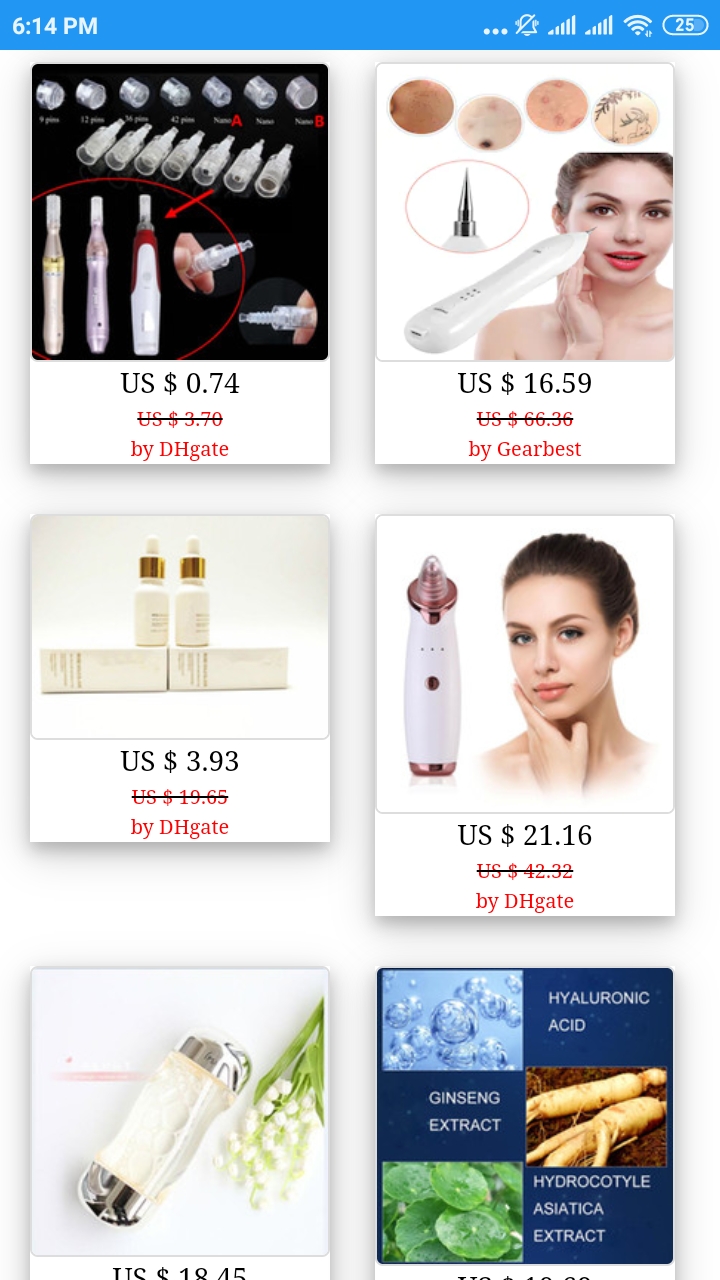 6:14 PM
25
9 pins 12 pins 36 pins 42 pins Nano A Nano Nano B
US $ 0.74
US $ 3.70
by DHgate
US $ 16.59
US $ 66.36
by Gearbest
US $ 3.93
US $ 19.65
by DHgate
US $ 21.16
US $ 42.32
by DHgate
US $ 18.45
HYALURONIC
ACID
GINSENG
EXTRACT
HYDROCOTYLE
ASIATICA
EXTRACT